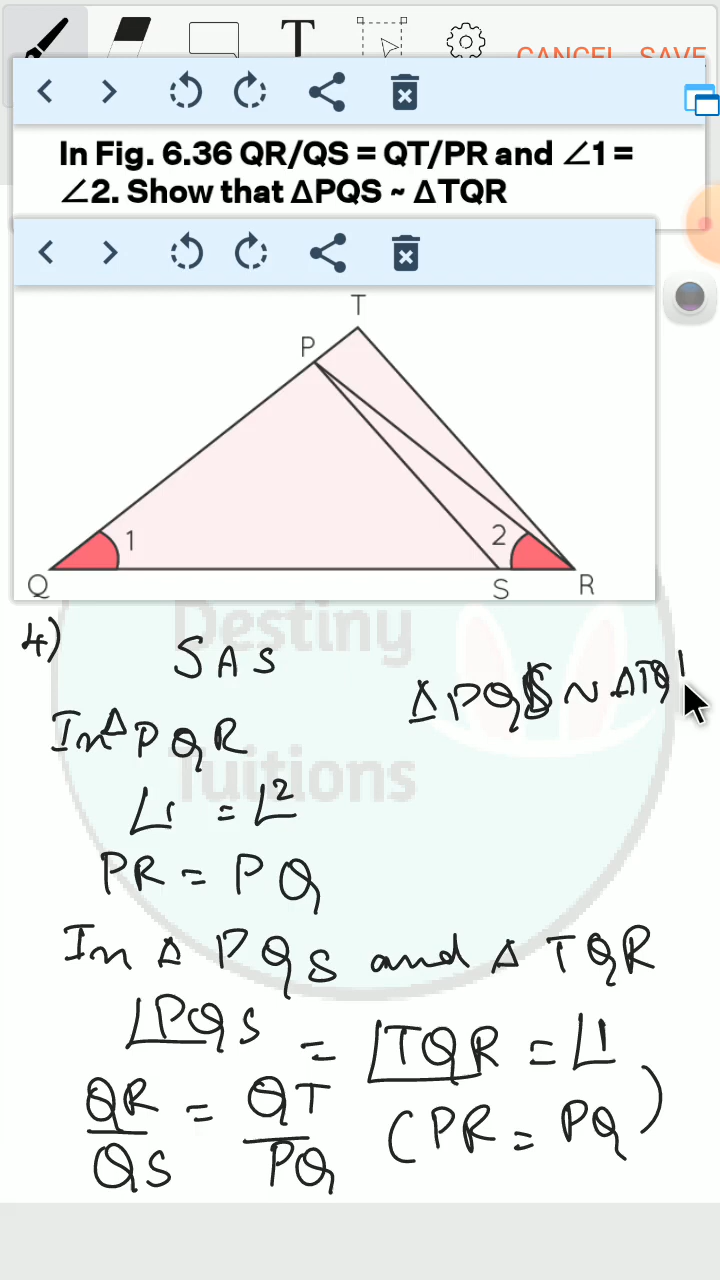 T
CANCEL SAVE
In Fig. 6.36 QR/QS = QT/PR and ∠1 =
∠2. Show that ΔPQS ~ ΔTQR
T
P
1
2
Q
S
R
Destiny
Tuitions
4)
SAS
ΔPQS ~ ΔTQ
In Δ PQR
∠1 = ∠2
PR = PQ
In Δ PQS and Δ TQR
∠PQS = ∠TQR = ∠1
QR/QS = QT/PQ (PR = PQ)